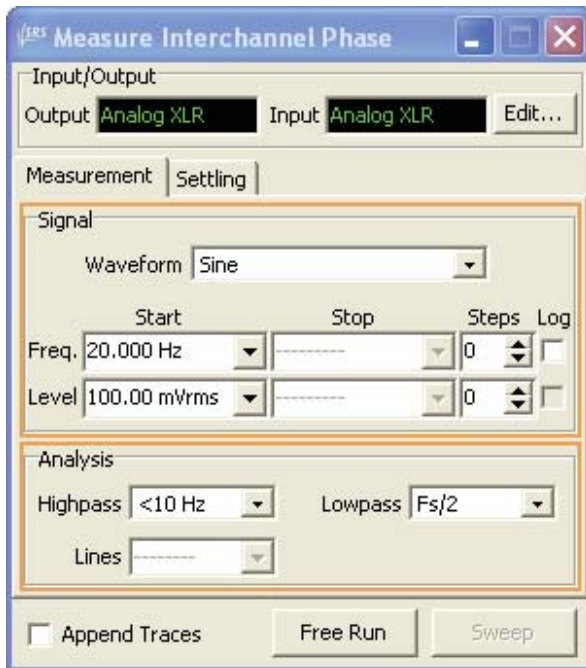 VERS Measure Interchannel Phase
Input/Output
Output Analog XLR Input Analog XLR Edit...
Measurement Settling
Signal
Waveform Sine
Start Stop Steps Log
Freq. 20.000 Hz --------- 0
Level 100.00 mVrms --------- 0
Analysis
Highpass <10 Hz Lowpass Fs/2
Lines --------
Append Traces Free Run Sweep